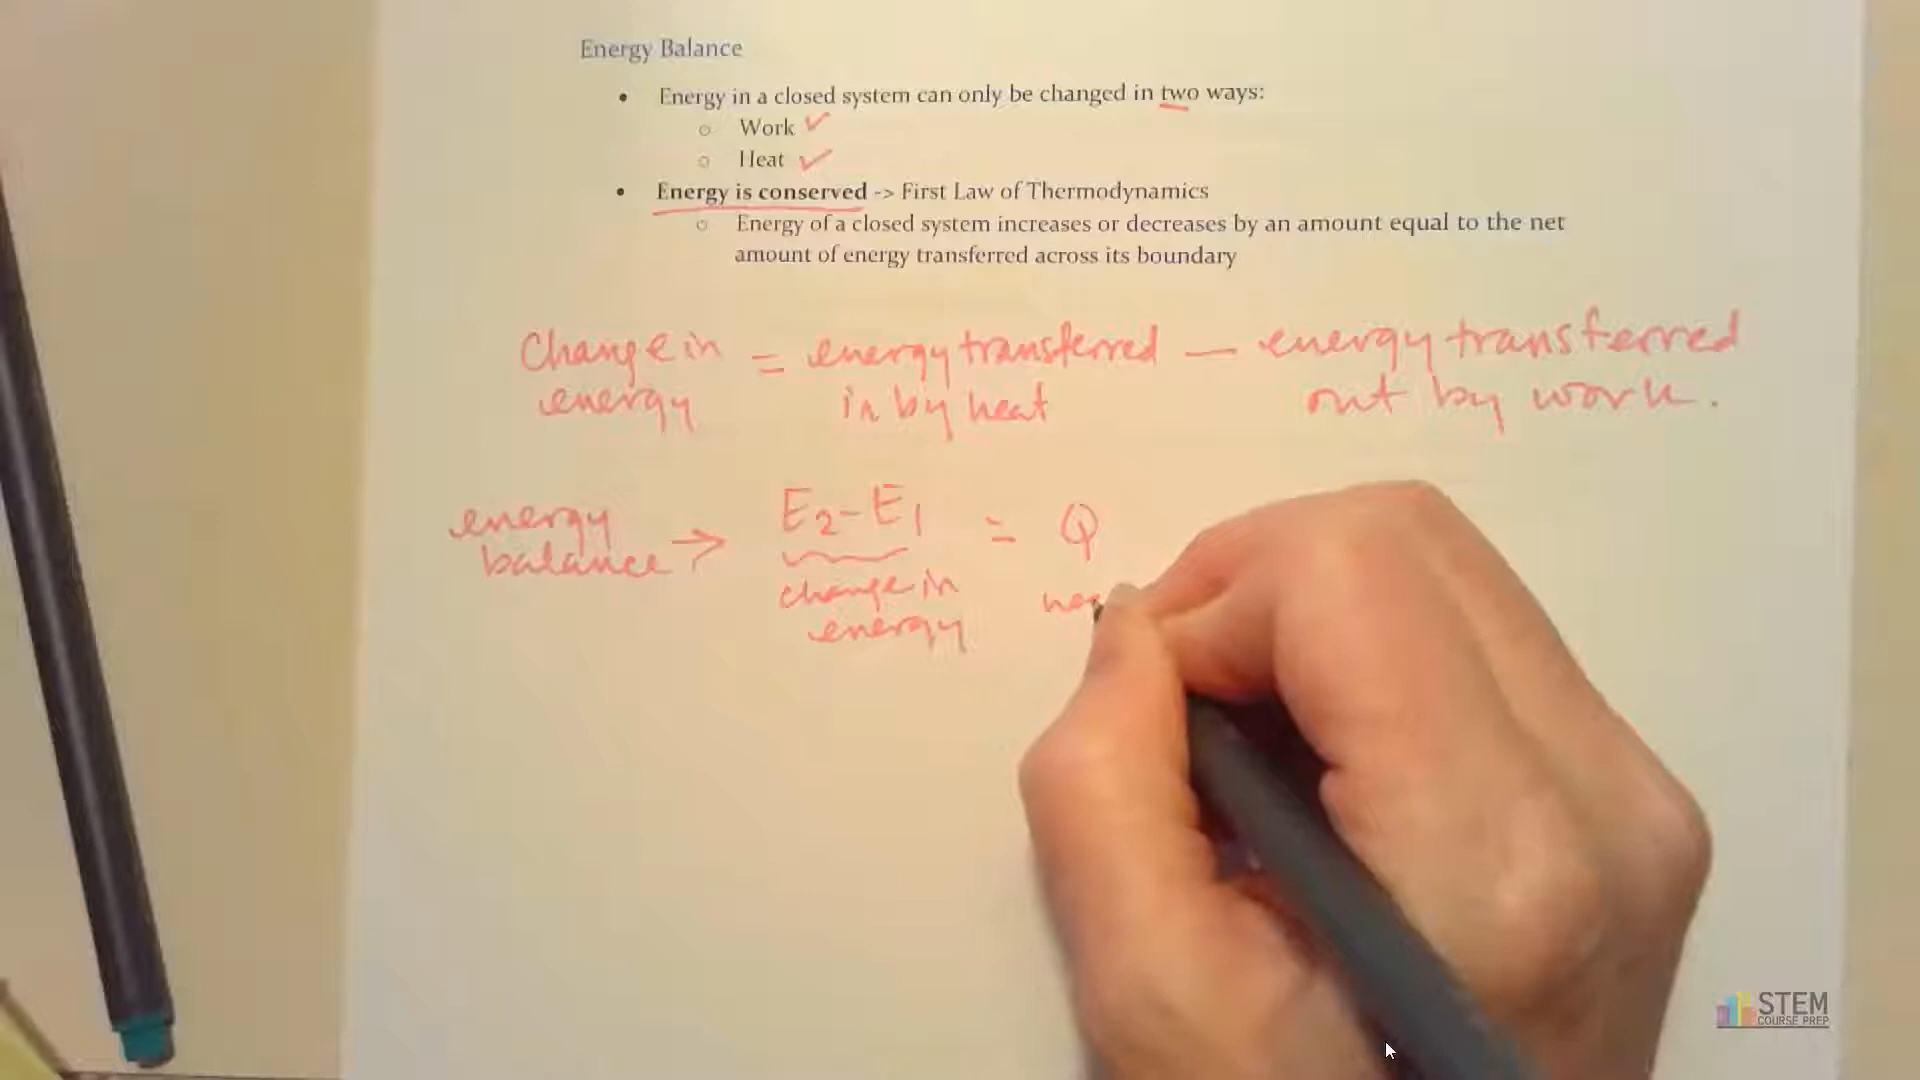 Energy Balance
• Energy in a closed system can only be changed in two ways:
○ Work ✓
○ Heat ✓
• Energy is conserved -> First Law of Thermodynamics
○ Energy of a closed system increases or decreases by an amount equal to the net
amount of energy transferred across its boundary
Change in = energy transferred — energy transferred
energy in by heat out by work.
energy E2-E1 = Q
balance →
change in
energy
STEM
COURSE PREP